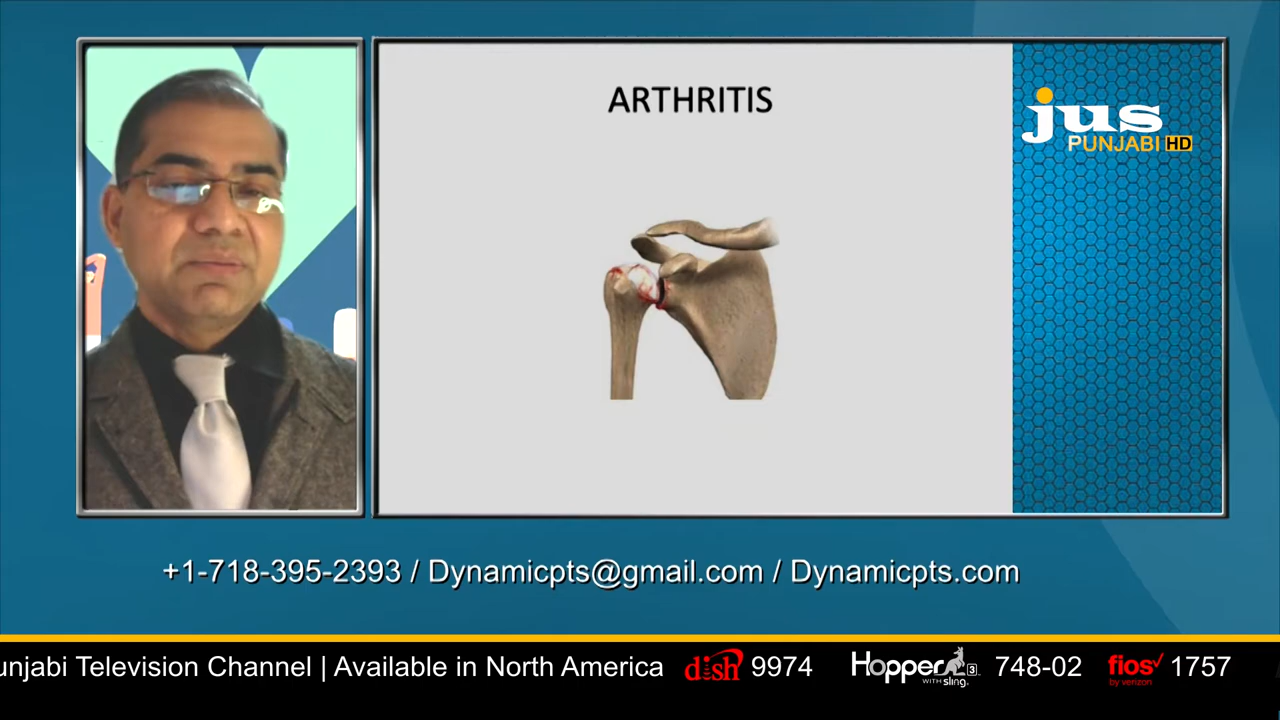 ARTHRITIS
jus
PUNJABI HD
+1-718-395-2393 / Dynamicpts@gmail.com / Dynamicpts.com
unjabi Television Channel | Available in North America dish 9974 Hopper 3 WITH sling 748-02 fios by verizon 1757